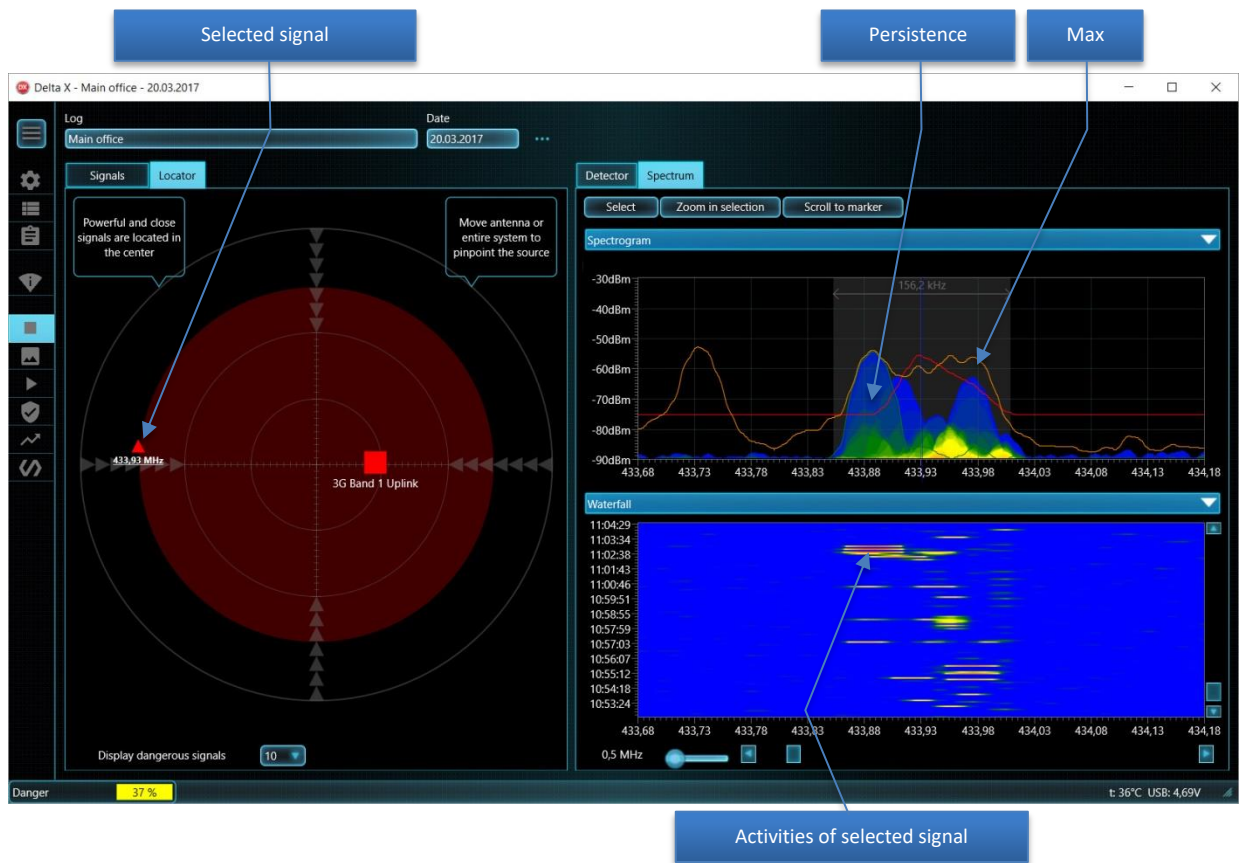 Selected signal
Persistence
Max
Delta X - Main office - 20.03.2017
Log
Date
Main office
20.03.2017
Signals
Locator
Detector
Spectrum
Powerful and close
signals are located in
the center
Move antenna or
entire system to
pinpoint the source
Select
Zoom in selection
Scroll to marker
Spectrogram
156,2 kHz
-30dBm
-40dBm
-50dBm
-60dBm
-70dBm
-80dBm
-90dBm
433,68 433,73 433,78 433,83 433,88 433,93 433,98 434,03 434,08 434,13 434,18
433,93 MHz
3G Band 1 Uplink
Waterfall
11:04:29
11:03:34
11:02:38
11:01:43
11:00:46
10:59:51
10:58:55
10:57:59
10:57:03
10:56:07
10:55:12
10:54:18
10:53:24
433,68 433,73 433,78 433,83 433,88 433,93 433,98 434,03 434,08 434,13 434,18
0,5 MHz
Display dangerous signals
10
Danger
37 %
t: 36°C USB: 4,69V
Activities of selected signal